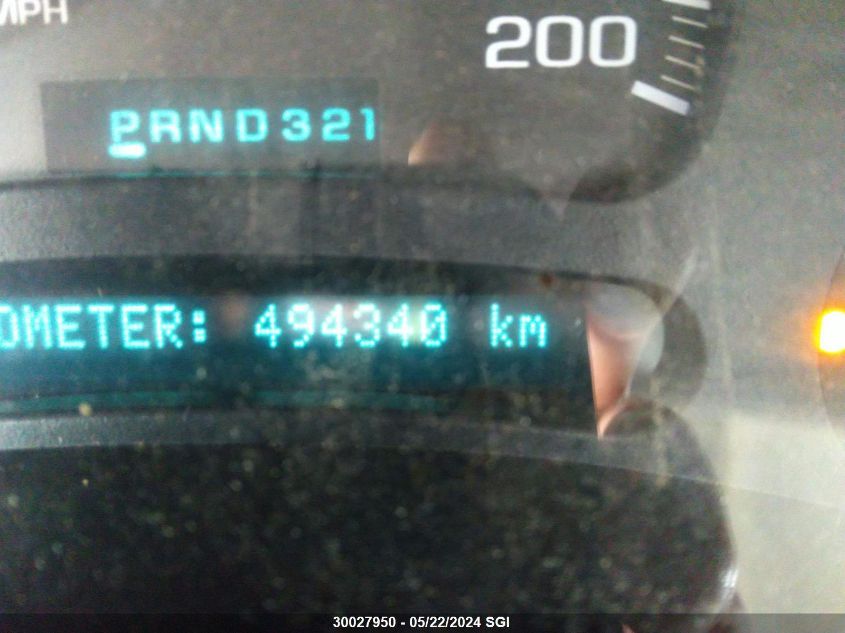 MPH
200
PRND321
OMETER: 494340 km
30027950 - 05/22/2024 SGI